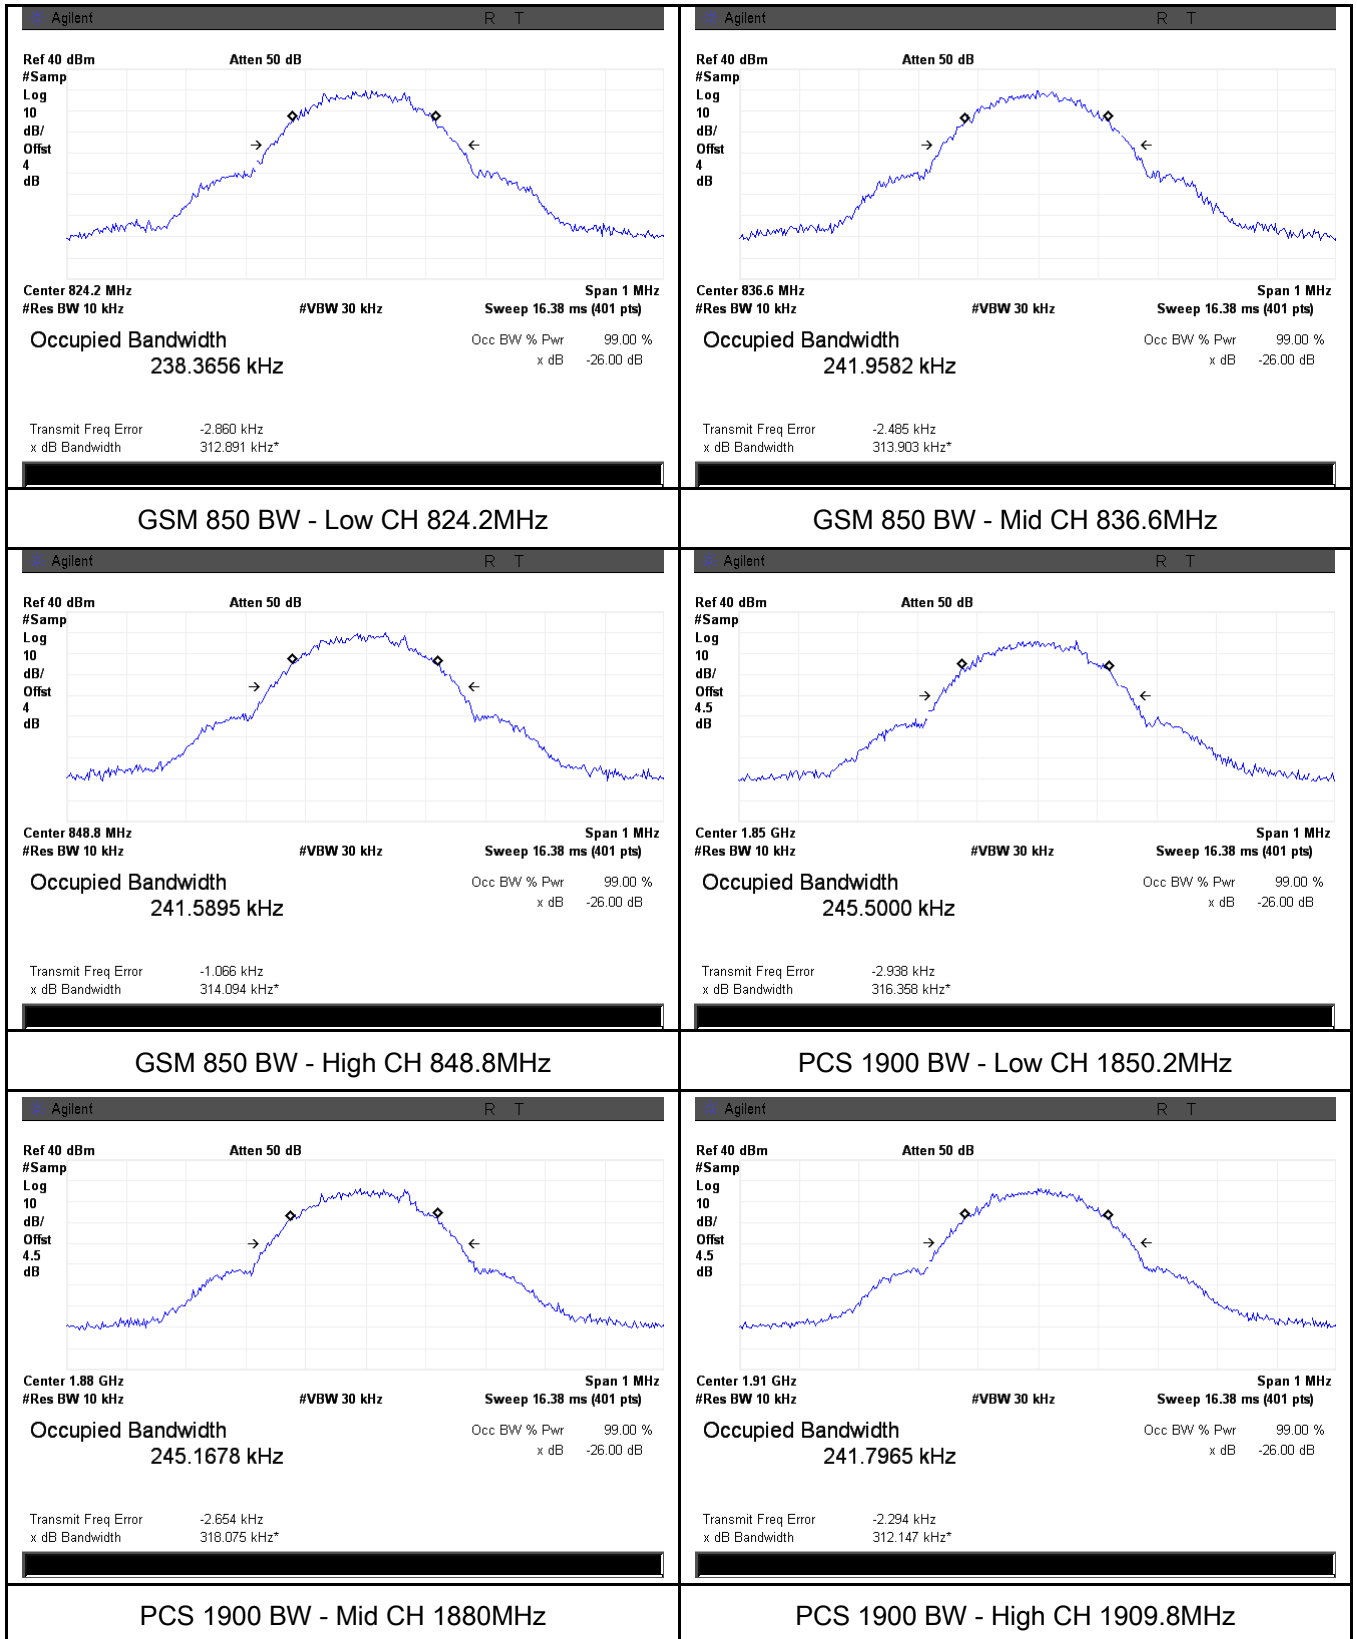 Agilent R T
Ref 40 dBm Atten 50 dB
#Samp
Log
10
dB/
Offst
4
dB
Center 824.2 MHz Span 1 MHz
#Res BW 10 kHz #VBW 30 kHz Sweep 16.38 ms (401 pts)
Occupied Bandwidth Occ BW % Pwr 99.00 %
238.3656 kHz x dB -26.00 dB
Transmit Freq Error -2.860 kHz
x dB Bandwidth 312.891 kHz*
GSM 850 BW - Low CH 824.2MHz
Agilent R T
Ref 40 dBm Atten 50 dB
#Samp
Log
10
dB/
Offst
4
dB
Center 836.6 MHz Span 1 MHz
#Res BW 10 kHz #VBW 30 kHz Sweep 16.38 ms (401 pts)
Occupied Bandwidth Occ BW % Pwr 99.00 %
241.9582 kHz x dB -26.00 dB
Transmit Freq Error -2.485 kHz
x dB Bandwidth 313.903 kHz*
GSM 850 BW - Mid CH 836.6MHz
Agilent R T
Ref 40 dBm Atten 50 dB
#Samp
Log
10
dB/
Offst
4
dB
Center 848.8 MHz Span 1 MHz
#Res BW 10 kHz #VBW 30 kHz Sweep 16.38 ms (401 pts)
Occupied Bandwidth Occ BW % Pwr 99.00 %
241.5895 kHz x dB -26.00 dB
Transmit Freq Error -1.066 kHz
x dB Bandwidth 314.094 kHz*
GSM 850 BW - High CH 848.8MHz
Agilent R T
Ref 40 dBm Atten 50 dB
#Samp
Log
10
dB/
Offst
4.5
dB
Center 1.85 GHz Span 1 MHz
#Res BW 10 kHz #VBW 30 kHz Sweep 16.38 ms (401 pts)
Occupied Bandwidth Occ BW % Pwr 99.00 %
245.5000 kHz x dB -26.00 dB
Transmit Freq Error -2.938 kHz
x dB Bandwidth 316.358 kHz*
PCS 1900 BW - Low CH 1850.2MHz
Agilent R T
Ref 40 dBm Atten 50 dB
#Samp
Log
10
dB/
Offst
4.5
dB
Center 1.88 GHz Span 1 MHz
#Res BW 10 kHz #VBW 30 kHz Sweep 16.38 ms (401 pts)
Occupied Bandwidth Occ BW % Pwr 99.00 %
245.1678 kHz x dB -26.00 dB
Transmit Freq Error -2.654 kHz
x dB Bandwidth 318.075 kHz*
PCS 1900 BW - Mid CH 1880MHz
Agilent R T
Ref 40 dBm Atten 50 dB
#Samp
Log
10
dB/
Offst
4.5
dB
Center 1.91 GHz Span 1 MHz
#Res BW 10 kHz #VBW 30 kHz Sweep 16.38 ms (401 pts)
Occupied Bandwidth Occ BW % Pwr 99.00 %
241.7965 kHz x dB -26.00 dB
Transmit Freq Error -2.294 kHz
x dB Bandwidth 312.147 kHz*
PCS 1900 BW - High CH 1909.8MHz